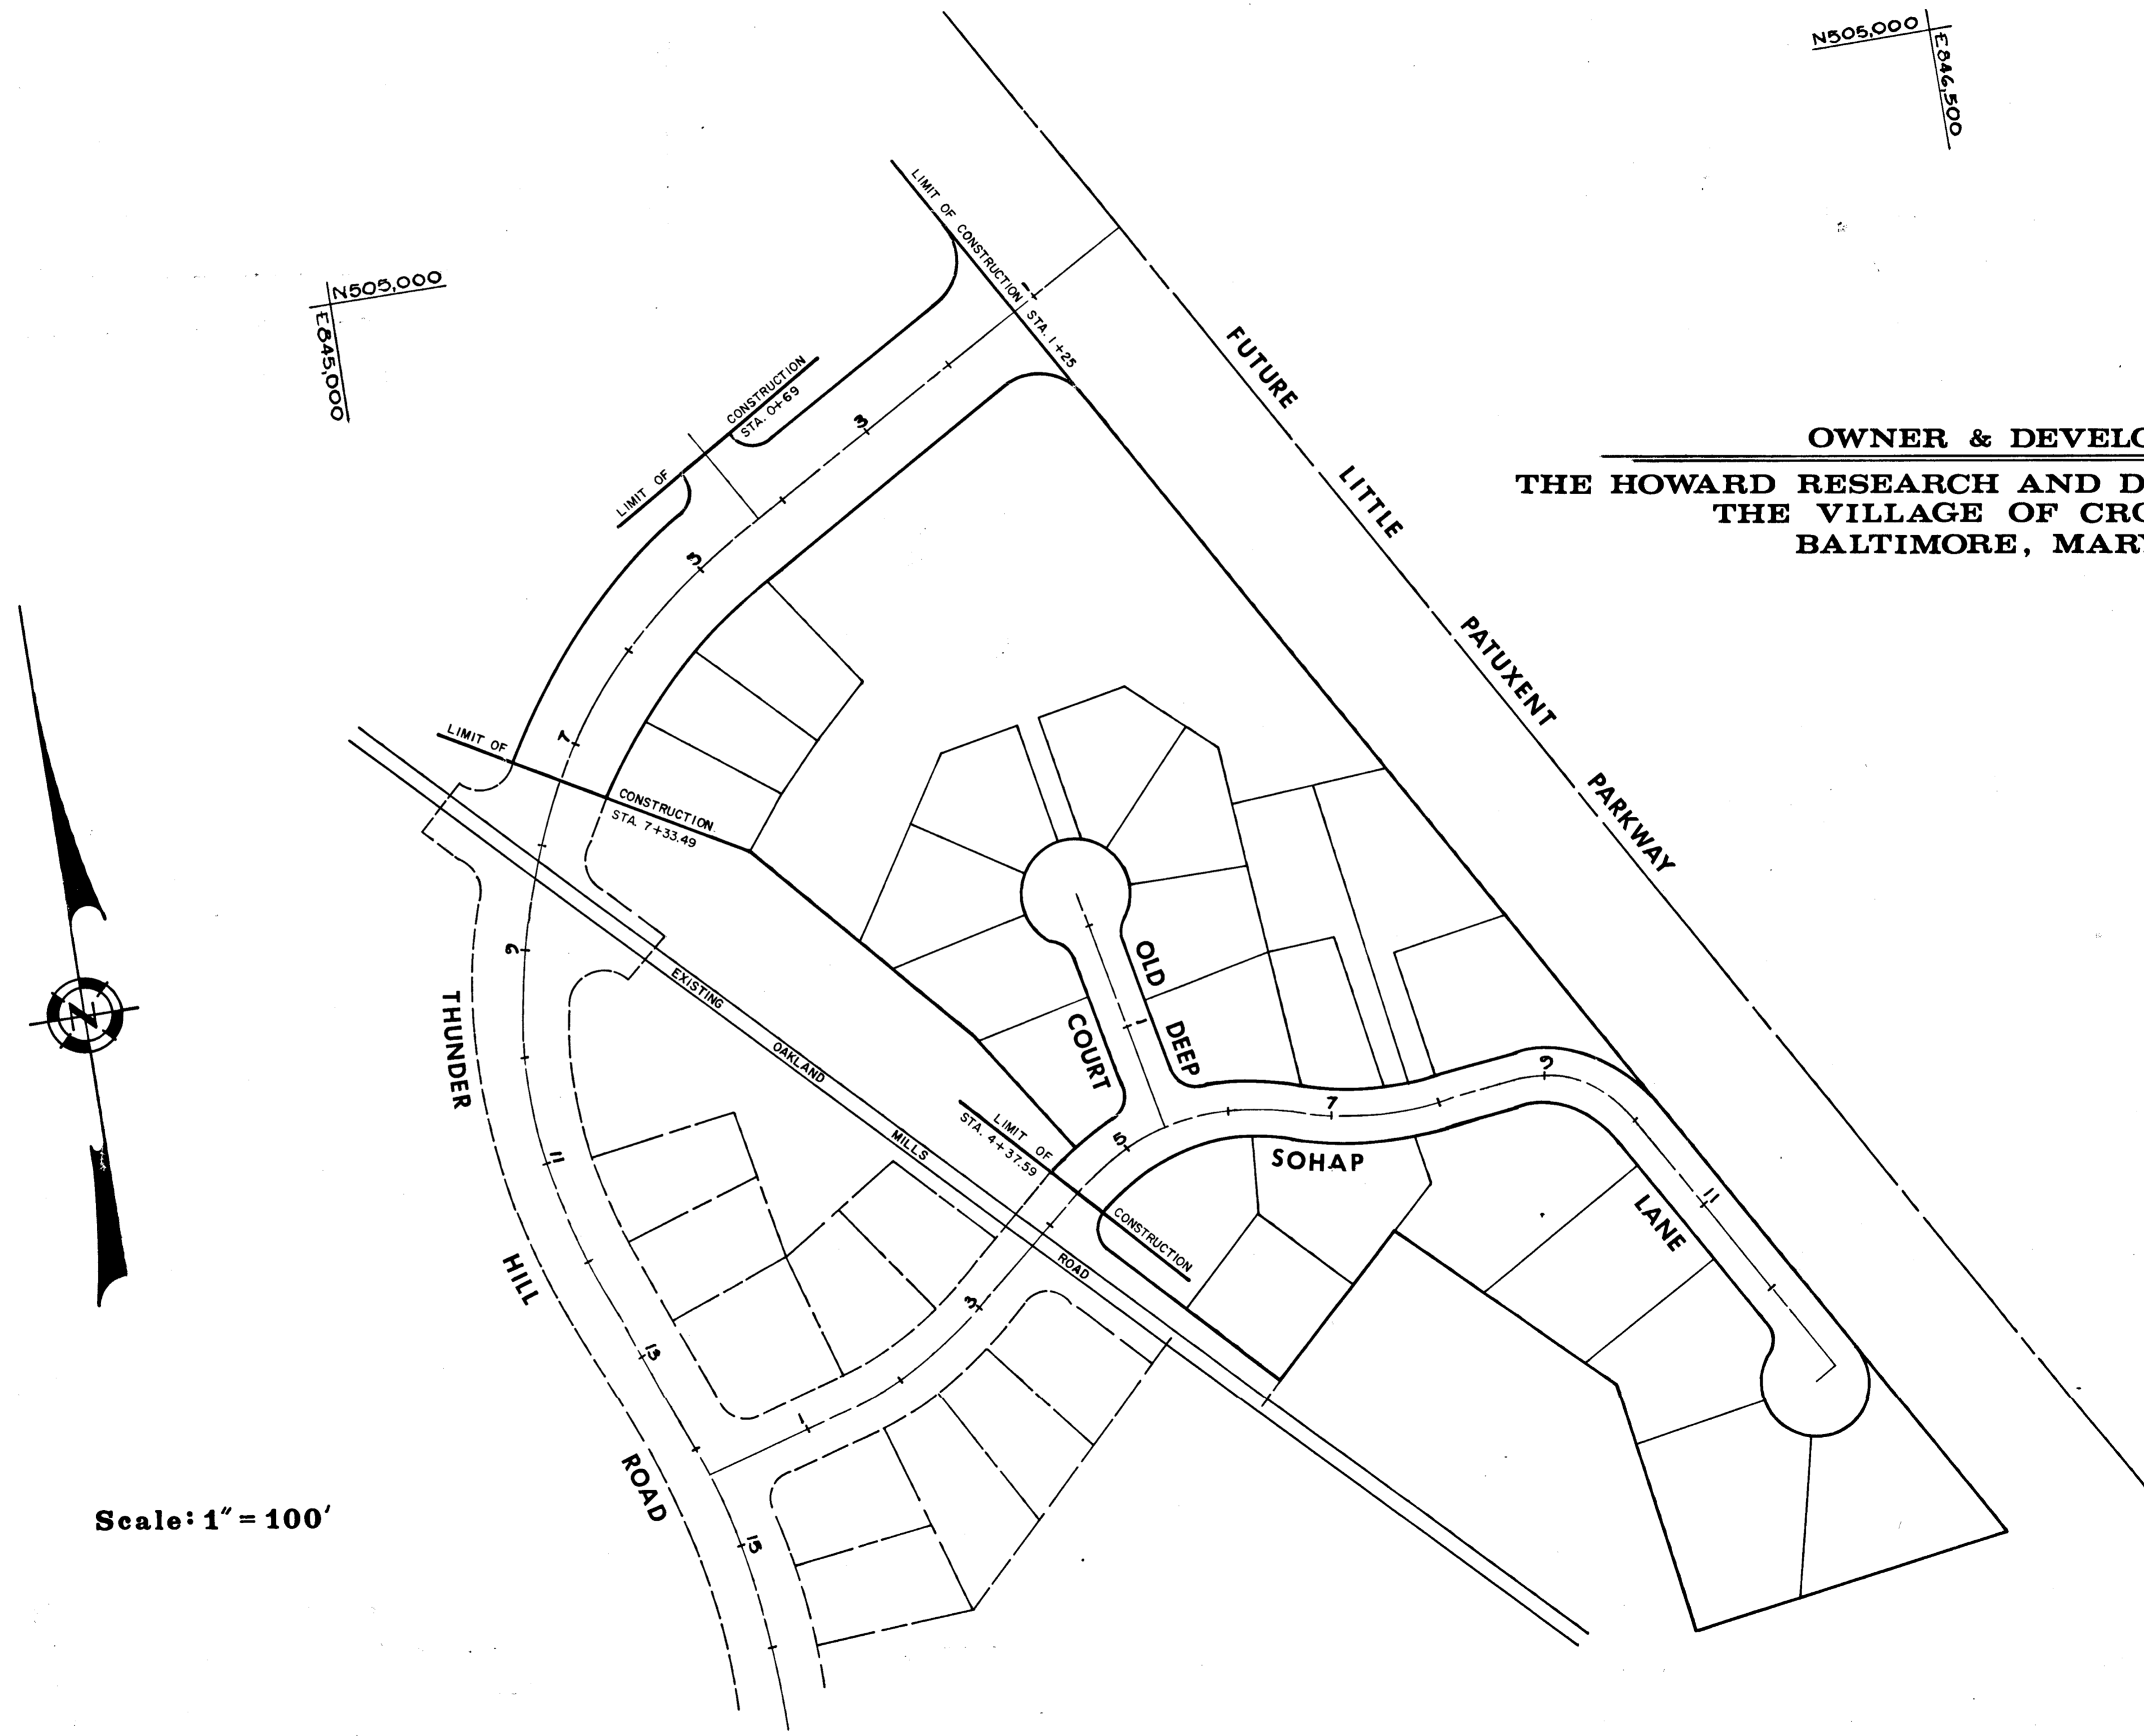 N505,000
E846,500
N505,000
E845,000
LIMIT OF CONSTRUCTION STA. 1+25
1
FUTURE LITTLE PATUXENT PARKWAY
OWNER & DEVELO
THE HOWARD RESEARCH AND D
THE VILLAGE OF CRO
BALTIMORE, MARY
LIMIT OF CONSTRUCTION
STA. 0+69
3
5
7
LIMIT OF CONSTRUCTION
STA. 7+33.49
9
11
13
15
THUNDER HILL ROAD
EXISTING OAKLAND MILLS ROAD
OLD DEEP COURT
1
LIMIT OF CONSTRUCTION
STA. 4+37.59
1
3
5
7
9
11
SOHAP LANE
N
Scale: 1" = 100'